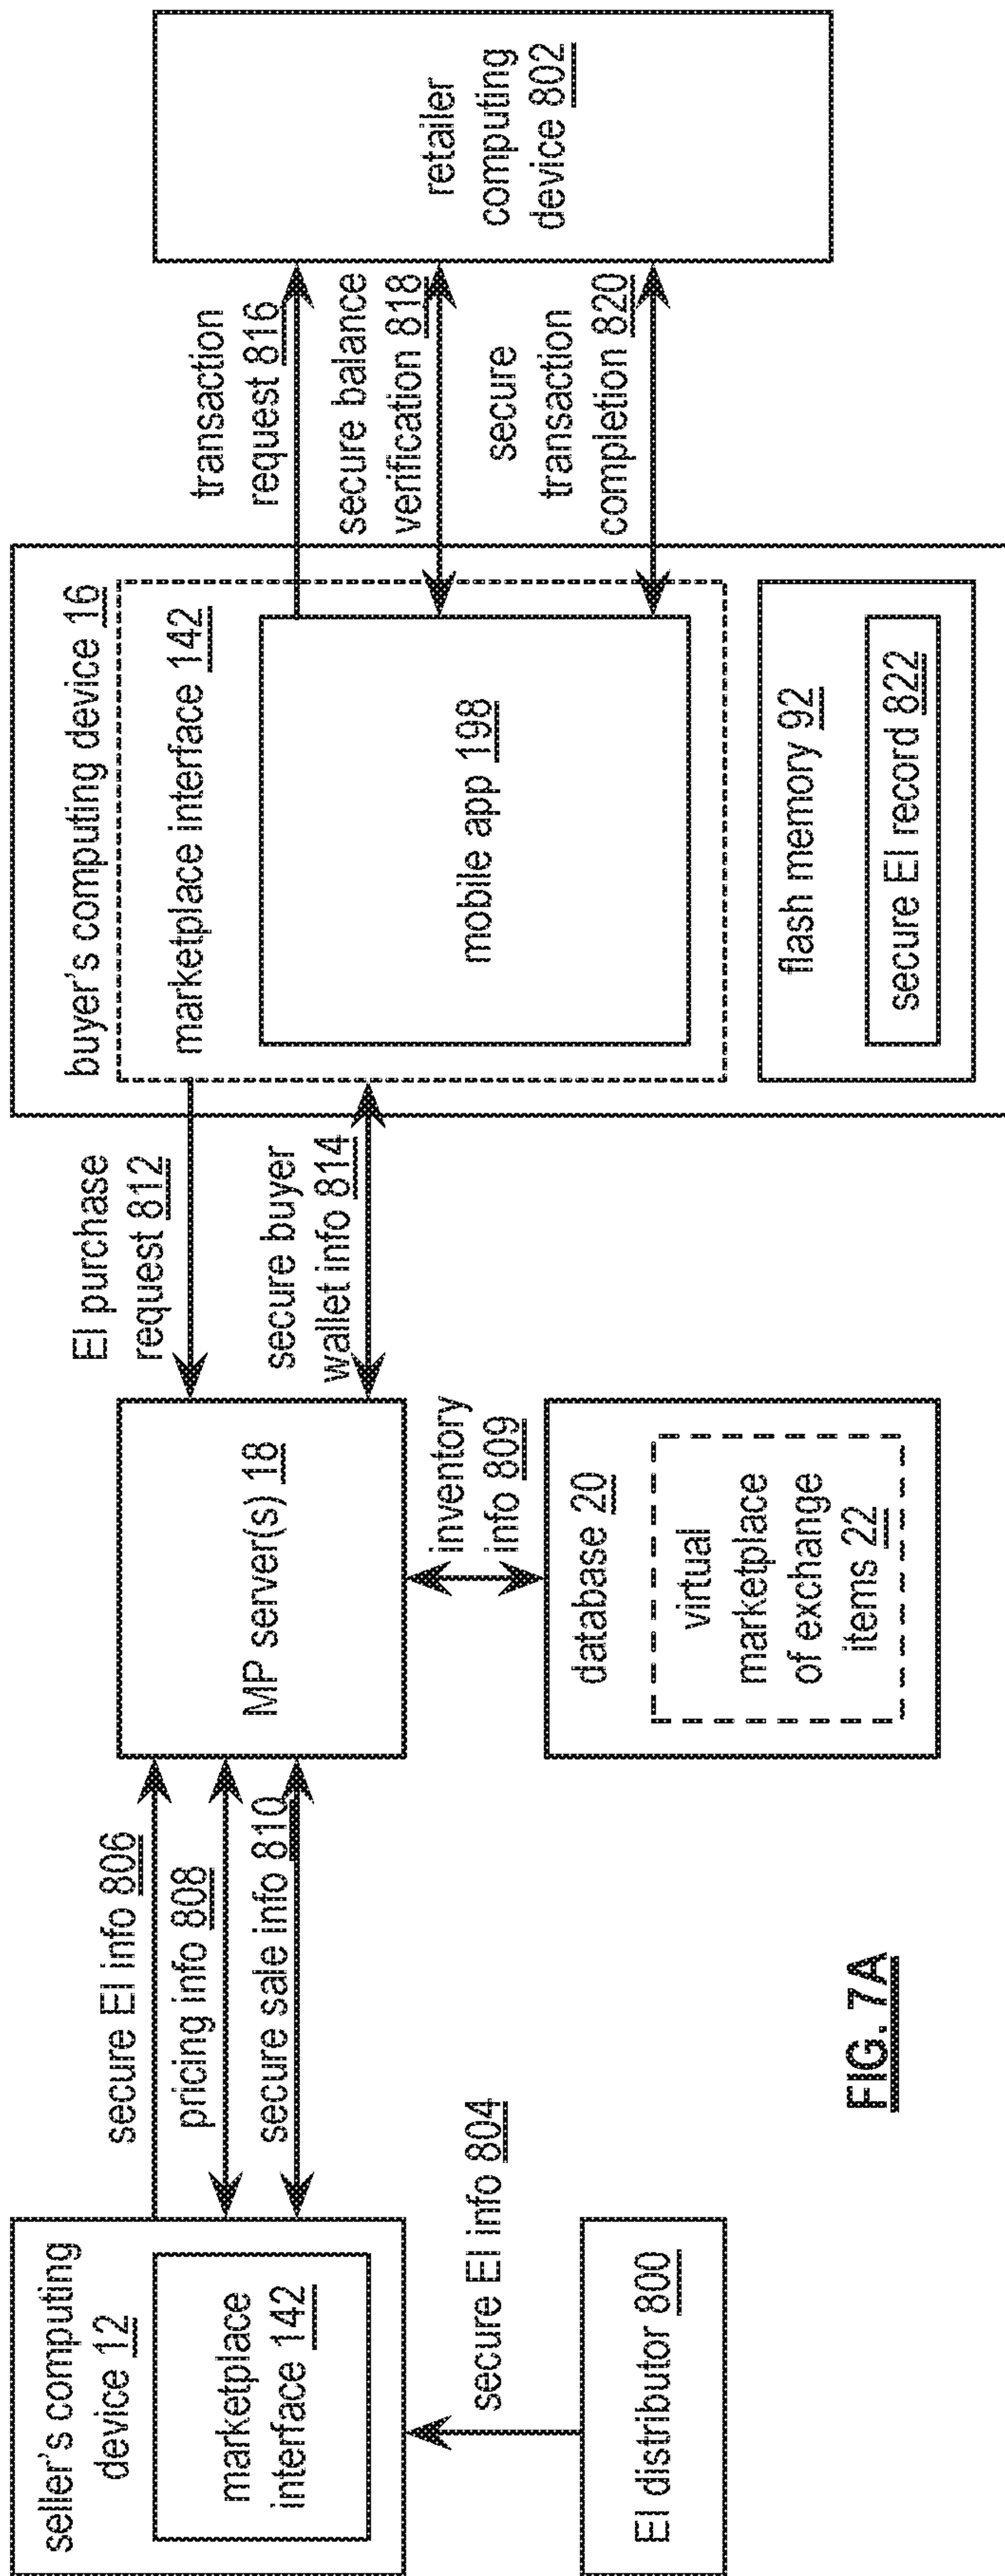 seller's computing
device 12
marketplace
interface 142
EI distributor 800
secure EI info 804
secure EI info 806
pricing info 808
secure sale info 810
MP server(s) 18
inventory
info 809
database 20
virtual
marketplace
of exchange
items 22
EI purchase
request 812
secure buyer
wallet info 814
buyer's computing device 16
marketplace interface 142
mobile app 198
flash memory 92
secure EI record 822
transaction
request 816
secure balance
verification 818
secure
transaction
completion 820
retailer
computing
device 802
FIG. 7A